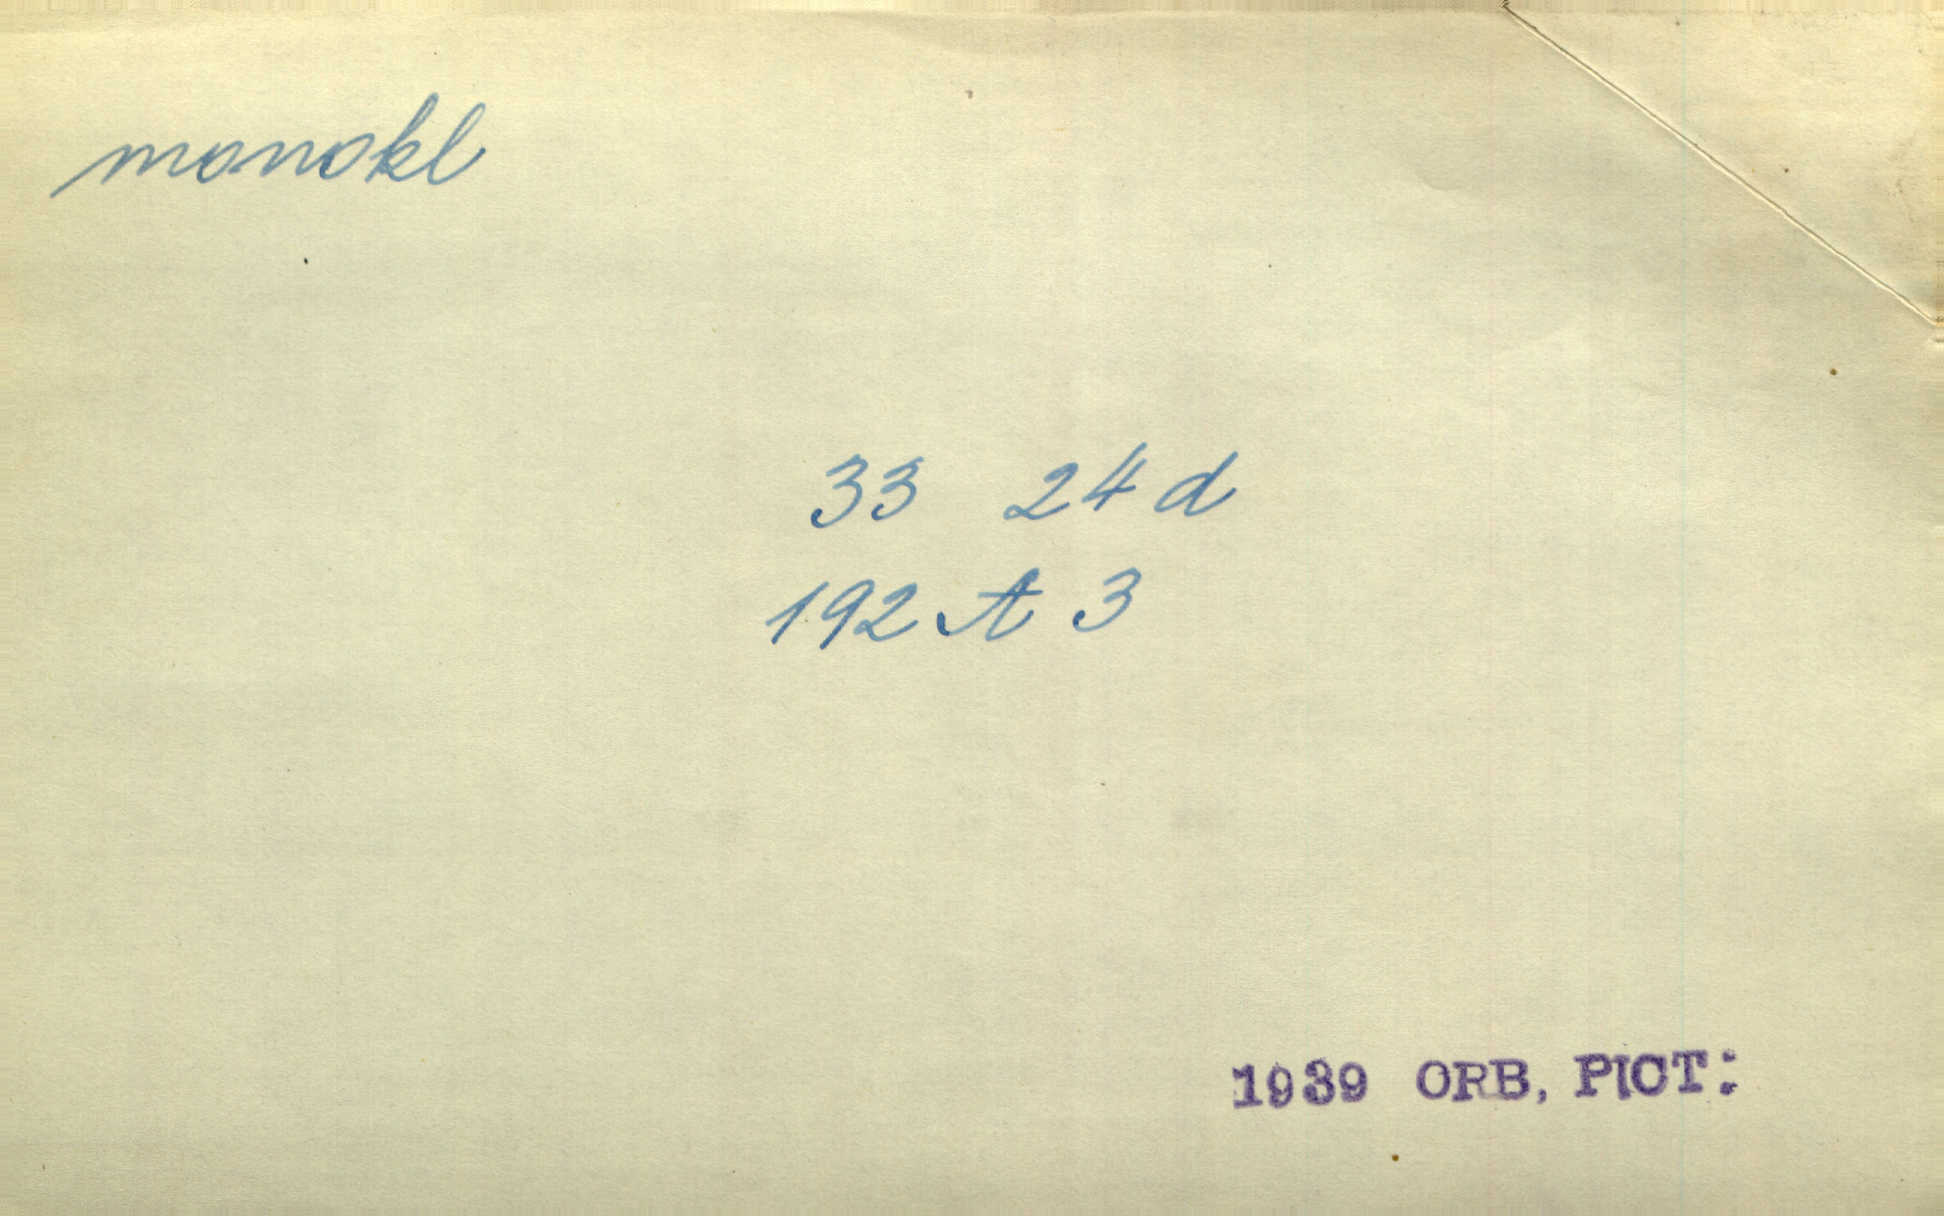 monokl
33 24d
192 A 3
1939 ORB, PICT: